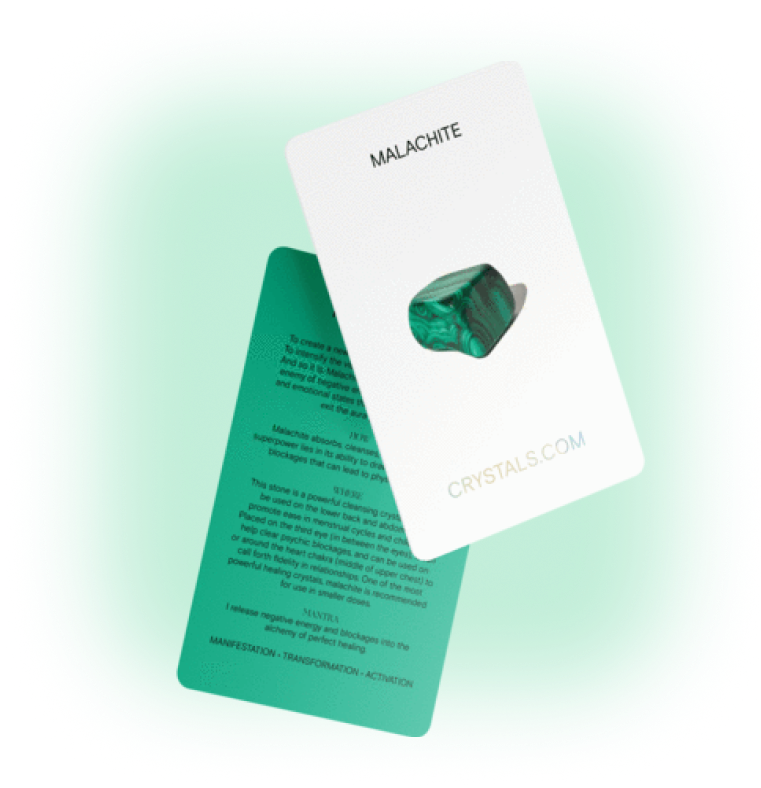 MALACHITE
CRYSTALS.COM
To create a new
To intensify the
And so it is. Malach
enemy of negative
and emotional states
exit the aura
HOW
Malachite absorbs, cleanses,
superpower lies in its ability to
blockages that can lead to
WHERE
This stone is a powerful cleansing
be used on the lower back and
promote ease in menstrual cycles and
Placed on the third eye (in between the
help clear psychic blockages, and can be used on
or around the heart chakra (middle of upper chest) to
call forth fidelity in relationships. One of the most
powerful healing crystals, malachite is recommended
for use in smaller doses.
MANTRA
I release negative energy and blockages into the
alchemy of perfect healing.
MANIFESTATION - TRANSFORMATION - ACTIVATION